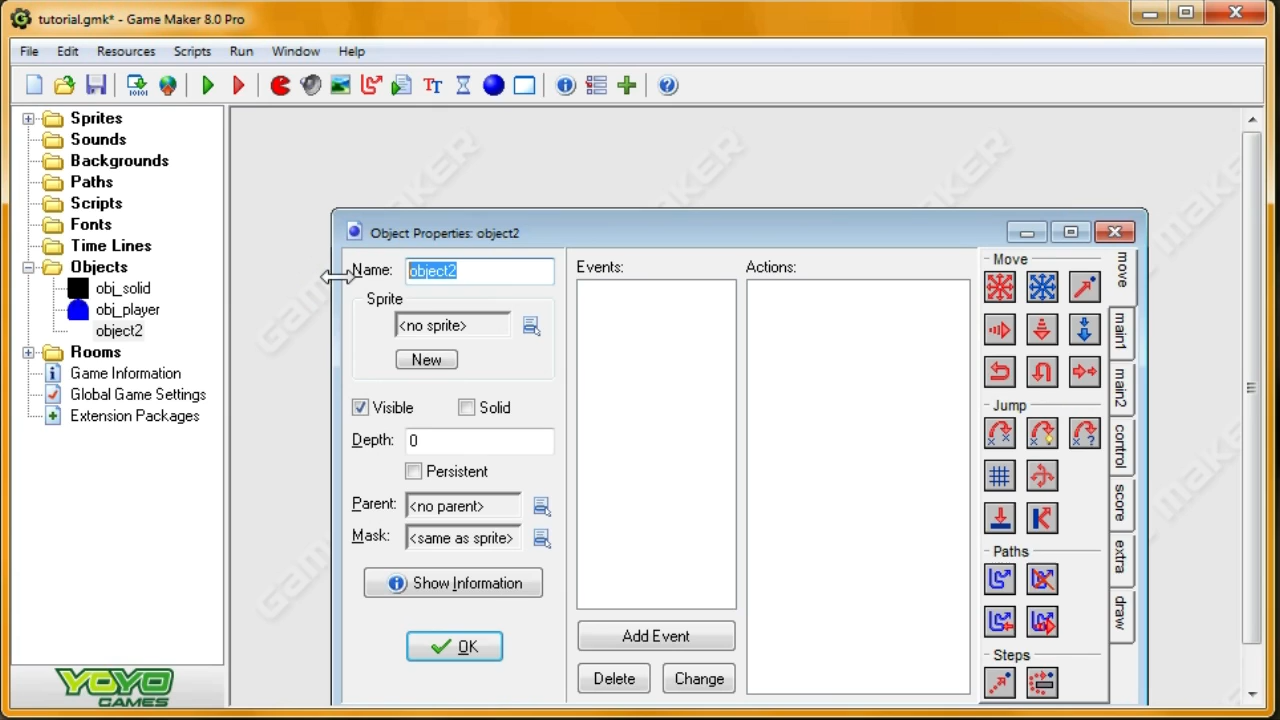 tutorial.gmk* - Game Maker 8.0 Pro
File Edit Resources Scripts Run Window Help
Sprites
Sounds
Backgrounds
Paths
Scripts
Fonts
Time Lines
Objects
obj_solid
obj_player
object2
Rooms
Game Information
Global Game Settings
Extension Packages
YOYO
GAMES
Object Properties: object2
Name: object2
Sprite
<no sprite>
New
Visible Solid
Depth: 0
Persistent
Parent: <no parent>
Mask: <same as sprite>
Show Information
OK
Events:
Add Event
Delete Change
Actions:
Move
Jump
Paths
Steps
move
main1
main2
control
score
extra
draw